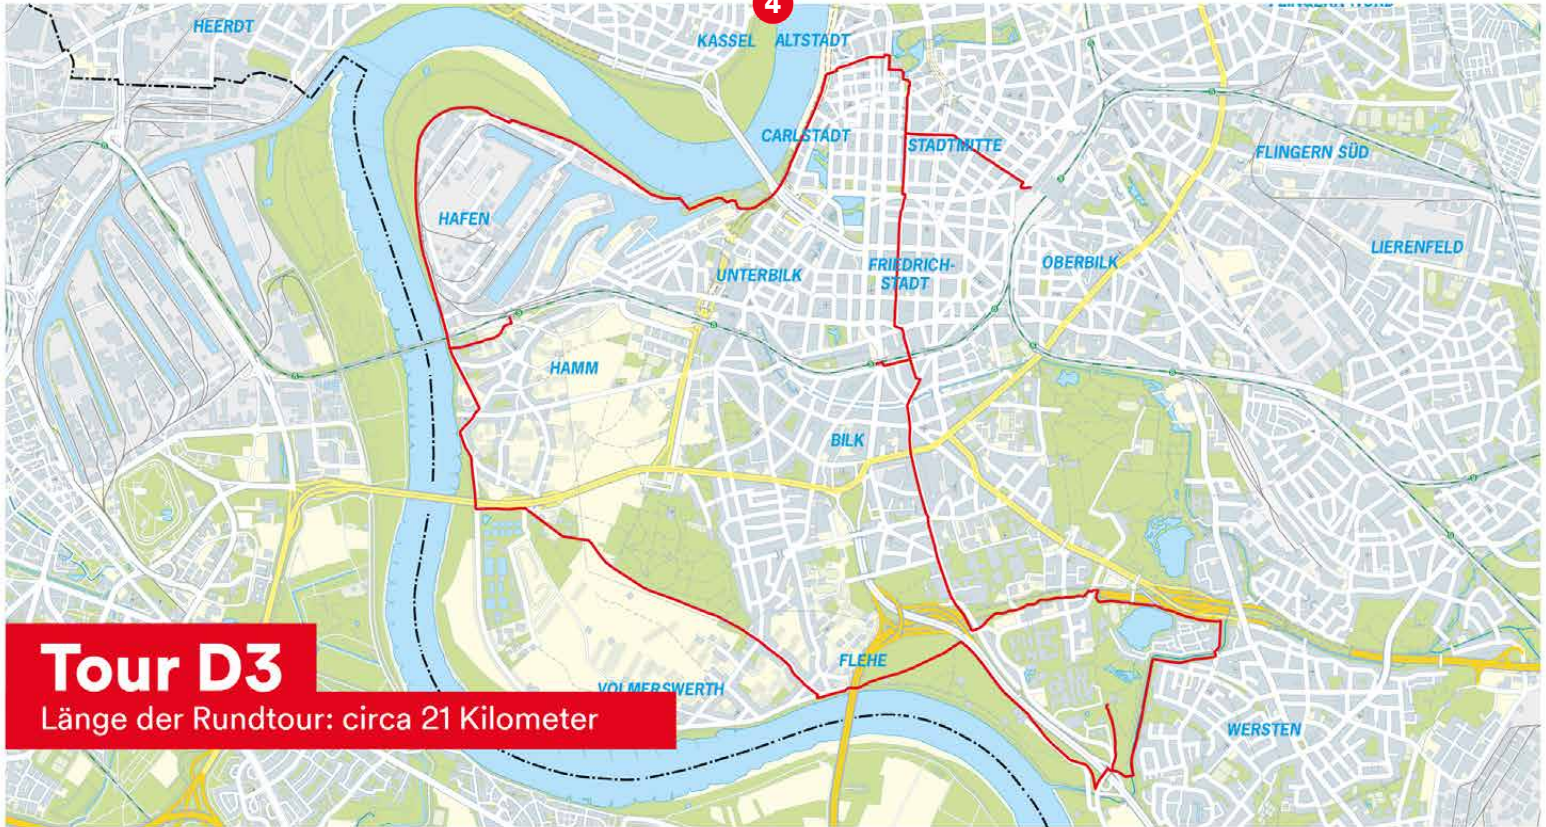 4
HEERDT
KASSEL ALTSTADT
CARLSTADT
STADTMITTE
FLINGERN SÜD
HAFEN
LIERENFELD
UNTERBILK
FRIEDRICH-
STADT
OBERBILK
HAMM
BILK
FLEHE
VOLMERSWERTH
WERSTEN
Tour D3
Länge der Rundtour: circa 21 Kilometer